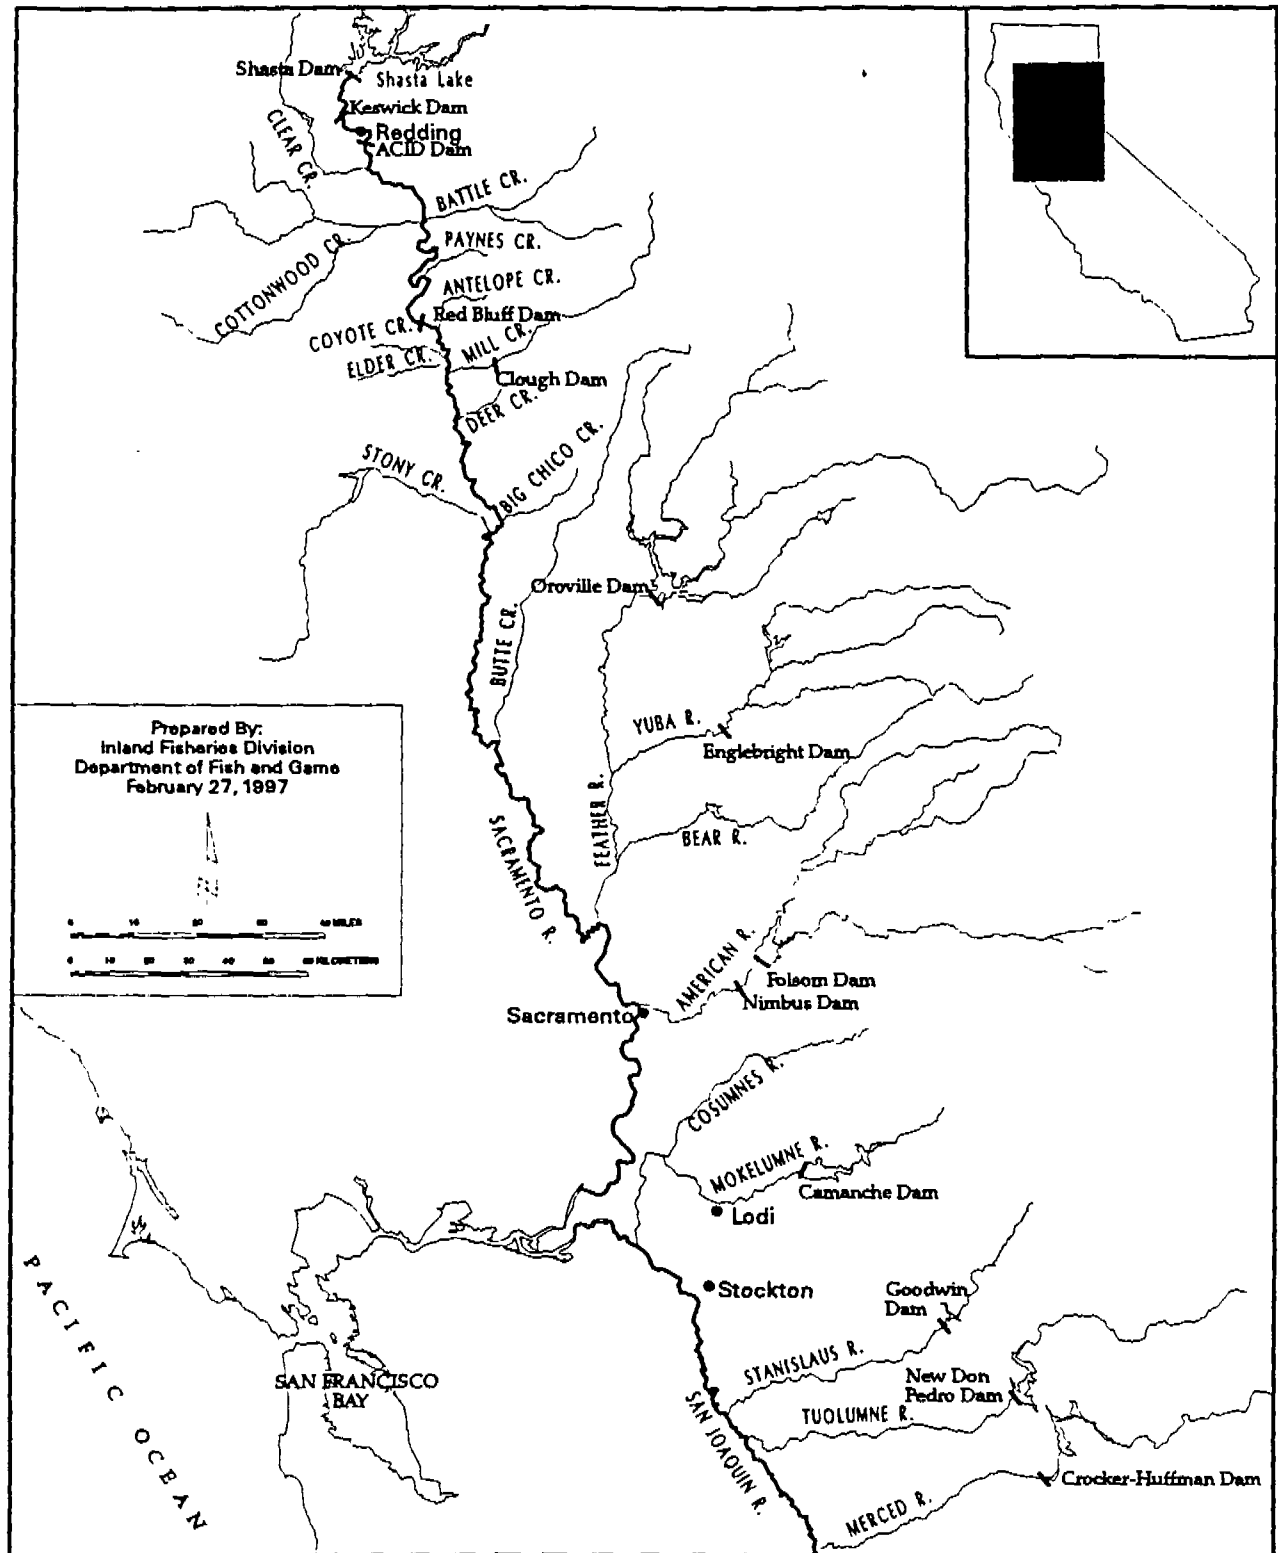 Shasta Dam
Shasta Lake
Keswick Dam
Redding
ACID Dam
CLEAR CR.
BATTLE CR.
PAYNES CR.
COTTONWOOD CR.
ANTELOPE CR.
Red Bluff Dam
COYOTE CR.
MILL CR.
ELDER CR.
Clough Dam
DEER CR.
STONY CR.
BIG CHICO CR.
Oroville Dam
BUTTE CR.
Prepared By:
Inland Fisheries Division
Department of Fish and Game
February 27, 1997
YUBA R.
Englebright Dam
FEATHER R.
BEAR R.
SACRAMENTO R.
AMERICAN R.
Folsom Dam
Nimbus Dam
Sacramento
COSUMNES R.
MOKELUMNE R.
Camanche Dam
Lodi
Stockton
Goodwin
Dam
STANISLAUS R.
New Don
Pedro Dam
TUOLUMNE R.
SAN JOAQUIN R.
Crocker-Huffman Dam
MERCED R.
SAN FRANCISCO
BAY
PACIFIC OCEAN